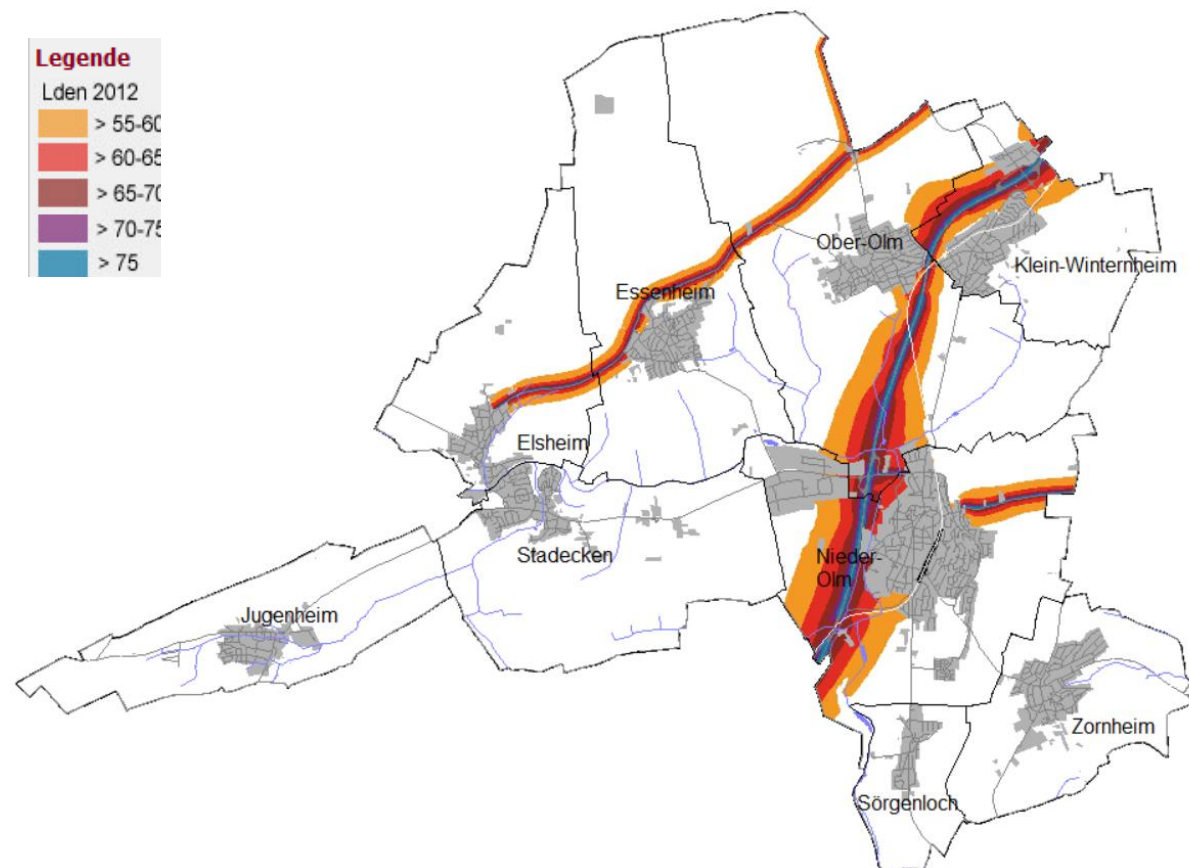 Legende
Lden 2012
> 55-60
> 60-65
> 65-70
> 70-75
> 75
Ober-Olm
Klein-Winternheim
Essenheim
Elsheim
Stadecken
Nieder-
Olm
Jugenheim
Zornheim
Sörgenloch